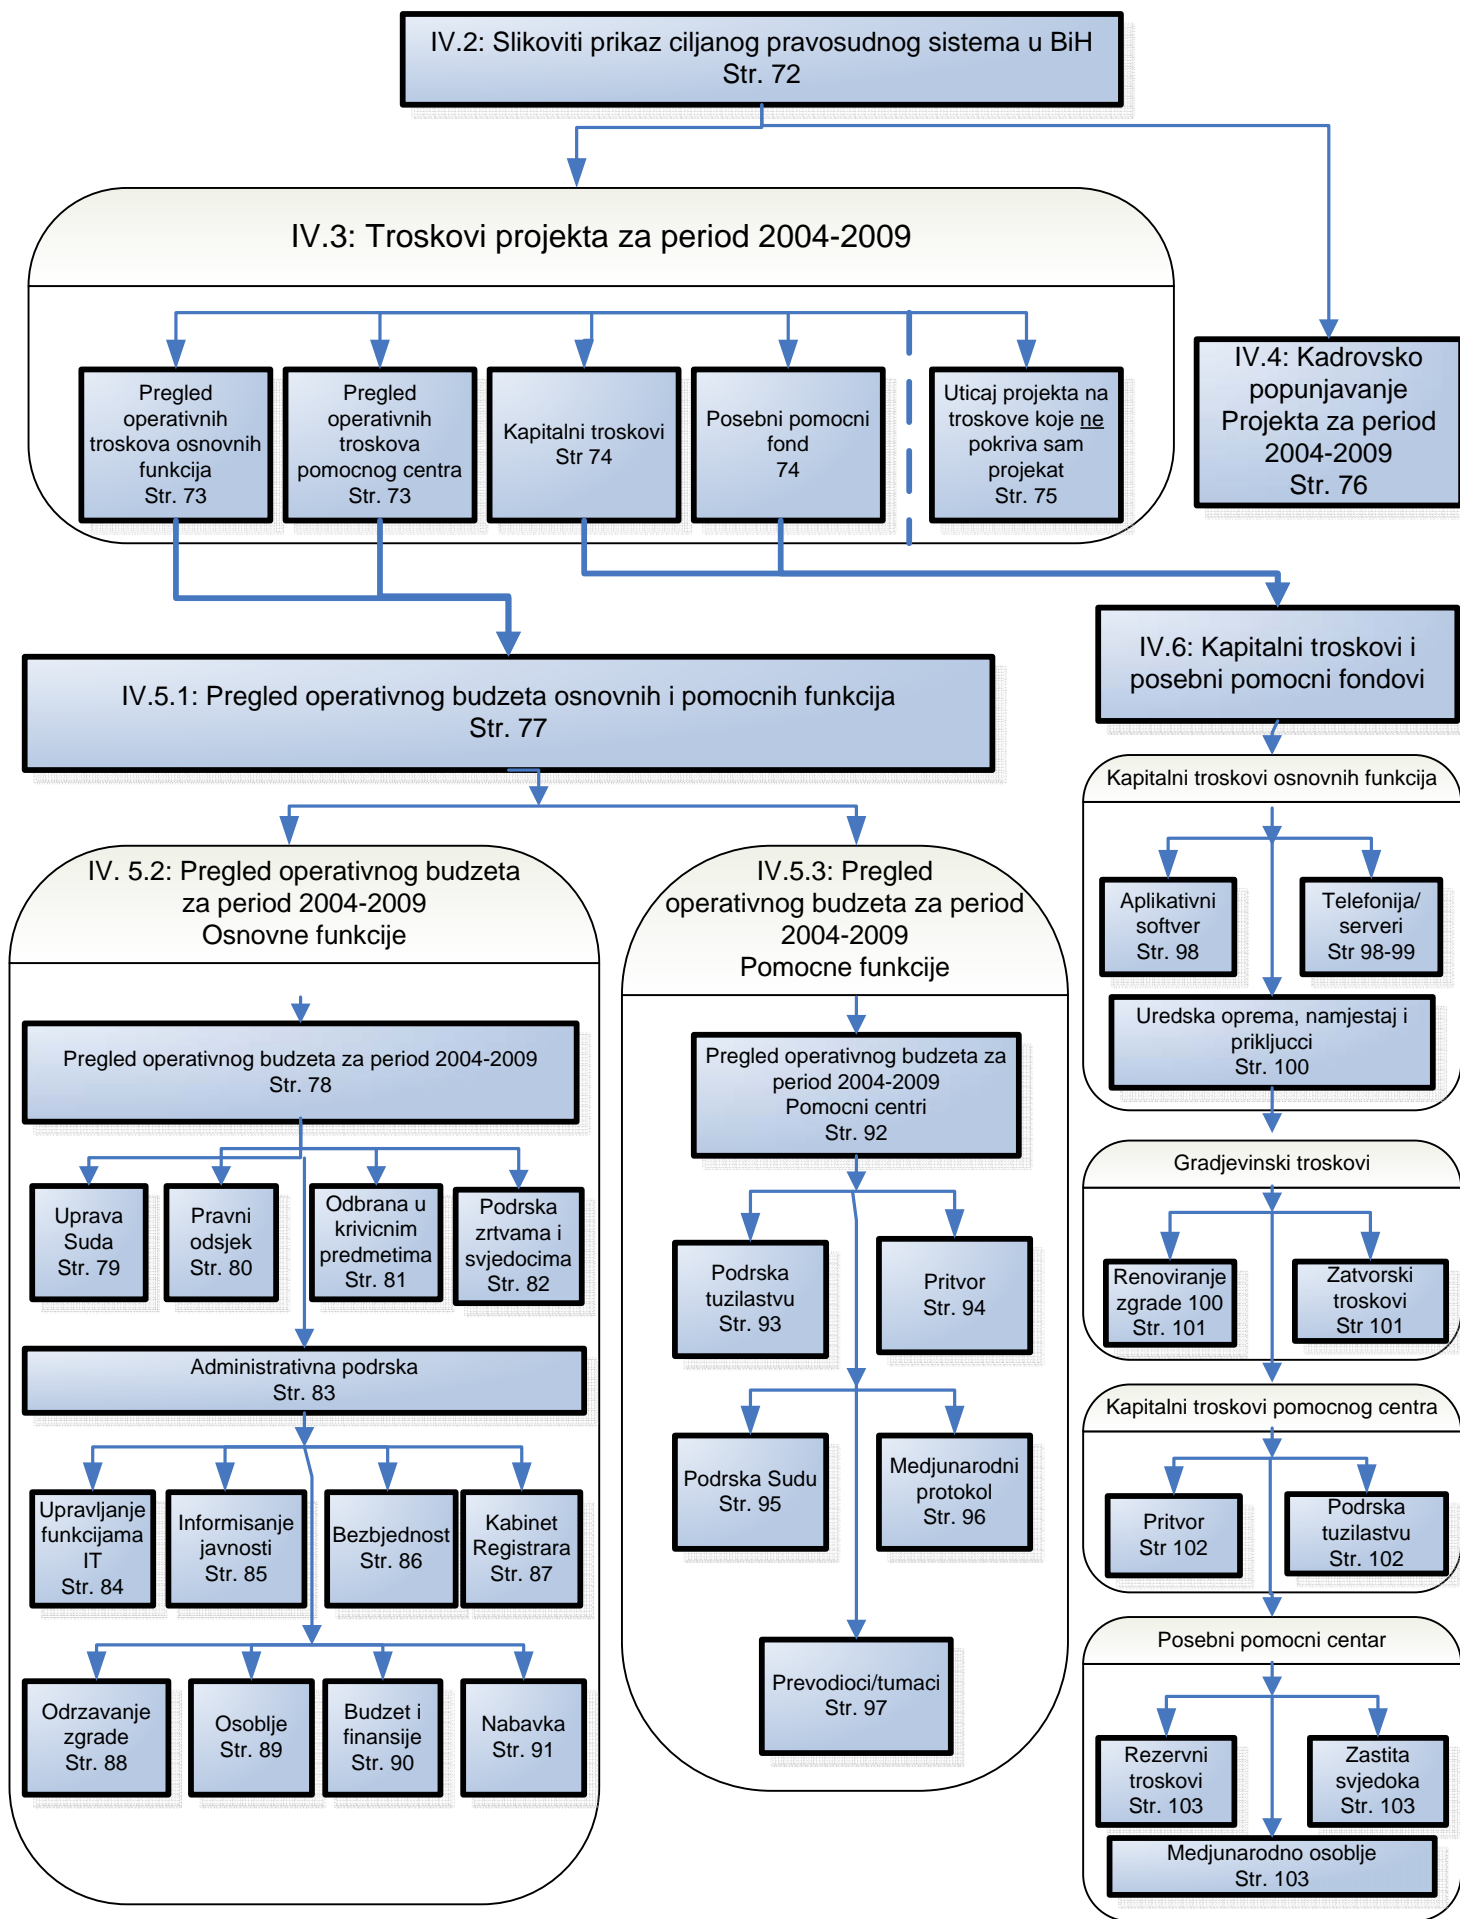 IV.2: Slikoviti prikaz ciljanog pravosudnog sistema u BiH
Str. 72
IV.3: Troskovi projekta za period 2004-2009
Pregled
operativnih
troskova osnovnih
funkcija
Str. 73
Pregled
operativnih
troskova
pomocnog centra
Str. 73
Kapitalni troskovi
Str 74
Posebni pomocni
fond
74
Uticaj projekta na
troskove koje ne
pokriva sam
projekat
Str. 75
IV.4: Kadrovsko
popunjavanje
Projekta za period
2004-2009
Str. 76
IV.5.1: Pregled operativnog budzeta osnovnih i pomocnih funkcija
Str. 77
IV.6: Kapitalni troskovi i
posebni pomocni fondovi
IV. 5.2: Pregled operativnog budzeta
za period 2004-2009
Osnovne funkcije
Pregled operativnog budzeta za period 2004-2009
Str. 78
Uprava
Suda
Str. 79
Pravni
odsjek
Str. 80
Odbrana u
krivicnim
predmetima
Str. 81
Podrska
zrtvama i
svjedocima
Str. 82
Administrativna podrska
Str. 83
Upravljanje
funkcijama
IT
Str. 84
Informisanje
javnosti
Str. 85
Bezbjednost
Str. 86
Kabinet
Registrara
Str. 87
Odrzavanje
zgrade
Str. 88
Osoblje
Str. 89
Budzet i
finansije
Str. 90
Nabavka
Str. 91
IV.5.3: Pregled
operativnog budzeta za period
2004-2009
Pomocne funkcije
Pregled operativnog budzeta za
period 2004-2009
Pomocni centri
Str. 92
Podrska
tuzilastvu
Str. 93
Pritvor
Str. 94
Podrska Sudu
Str. 95
Medjunarodni
protokol
Str. 96
Prevodioci/tumaci
Str. 97
Kapitalni troskovi osnovnih funkcija
Aplikativni
softver
Str. 98
Telefonija/
serveri
Str 98-99
Uredska oprema, namjestaj i
prikljucci
Str. 100
Gradjevinski troskovi
Renoviranje
zgrade 100
Str. 101
Zatvorski
troskovi
Str 101
Kapitalni troskovi pomocnog centra
Pritvor
Str 102
Podrska
tuzilastvu
Str. 102
Posebni pomocni centar
Rezervni
troskovi
Str. 103
Zastita
svjedoka
Str. 103
Medjunarodno osoblje
Str. 103